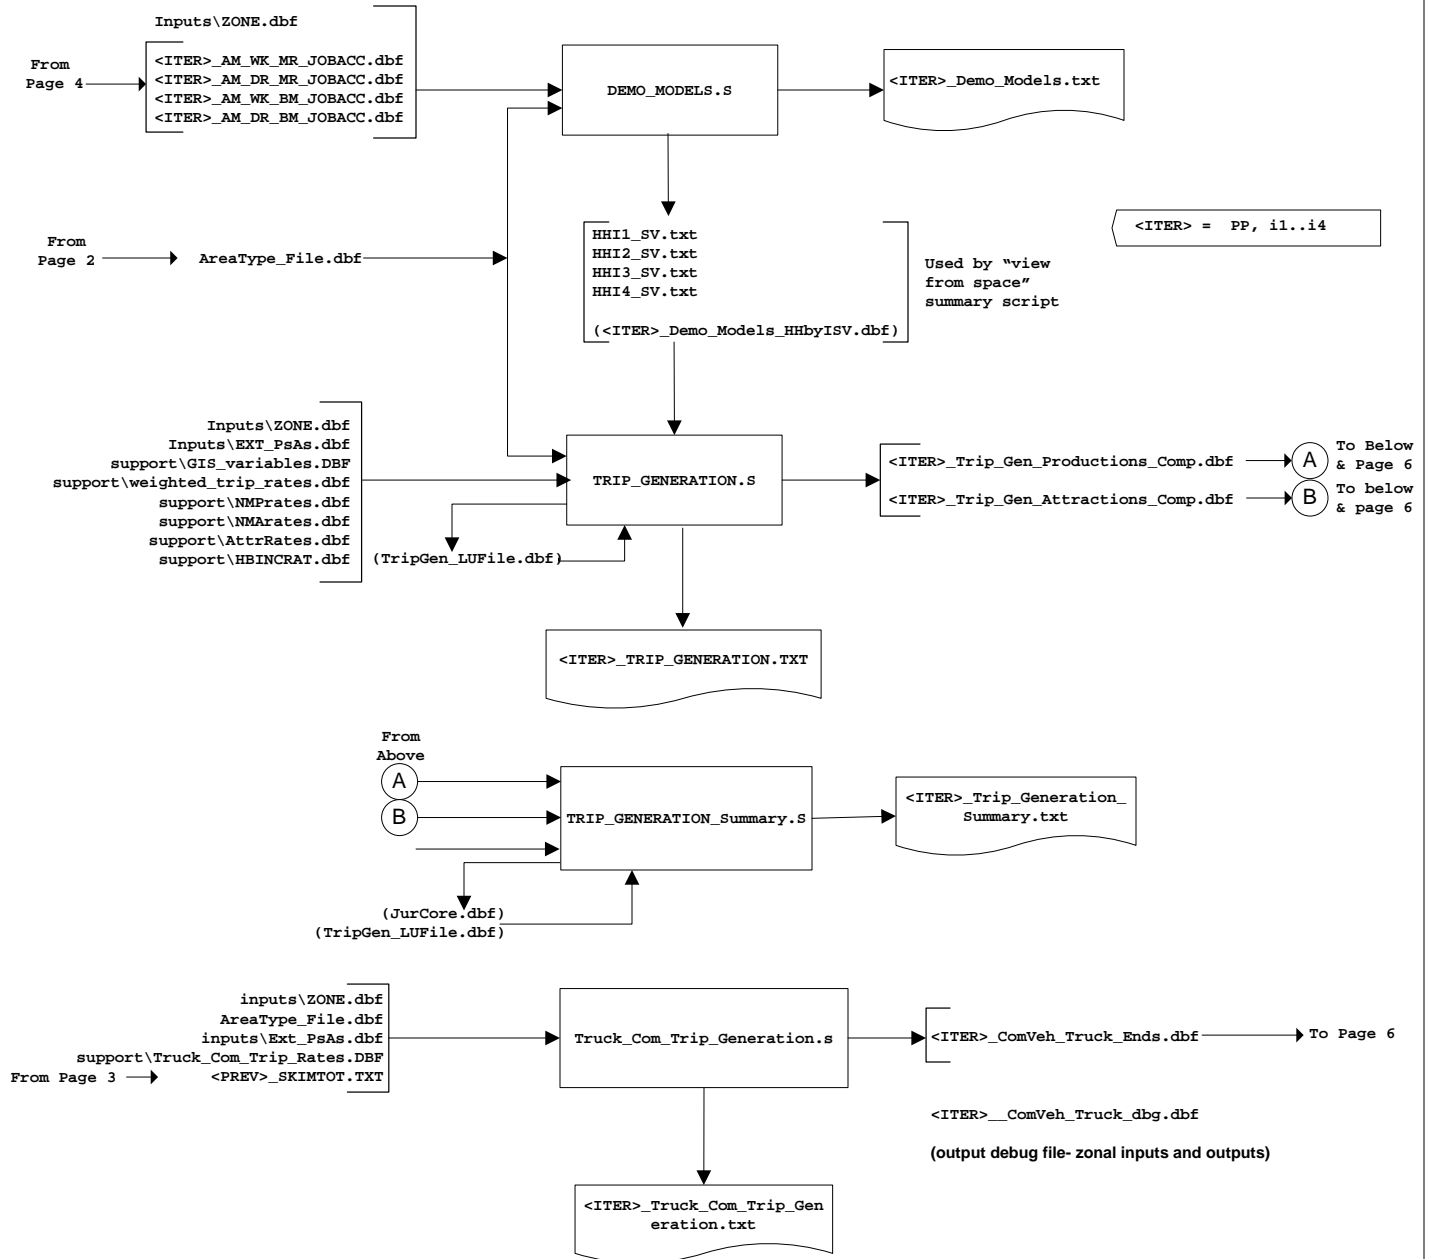 Inputs\ZONE.dbf
From
Page 4
<ITER>_AM_WK_MR_JOBACC.dbf
<ITER>_AM_DR_MR_JOBACC.dbf
<ITER>_AM_WK_BM_JOBACC.dbf
<ITER>_AM_DR_BM_JOBACC.dbf
DEMO_MODELS.S
<ITER>_Demo_Models.txt
<ITER> =  PP, i1..i4
From
Page 2
AreaType_File.dbf
HHI1_SV.txt
HHI2_SV.txt
HHI3_SV.txt
HHI4_SV.txt
(<ITER>_Demo_Models_HHbyISV.dbf)
Used by “view
from space”
summary script
Inputs\ZONE.dbf
Inputs\EXT_PsAs.dbf
support\GIS_variables.DBF
support\weighted_trip_rates.dbf
support\NMPrates.dbf
support\NMArates.dbf
support\AttrRates.dbf
support\HBINCRAT.dbf
(TripGen_LUFile.dbf)
TRIP_GENERATION.S
<ITER>_Trip_Gen_Productions_Comp.dbf
A
To Below
& Page 6
<ITER>_Trip_Gen_Attractions_Comp.dbf
B
To below
& page 6
<ITER>_TRIP_GENERATION.TXT
From
Above
A
B
TRIP_GENERATION_Summary.S
<ITER>_Trip_Generation_
Summary.txt
(JurCore.dbf)
(TripGen_LUFile.dbf)
inputs\ZONE.dbf
AreaType_File.dbf
inputs\Ext_PsAs.dbf
support\Truck_Com_Trip_Rates.DBF
From Page 3
<PREV>_SKIMTOT.TXT
Truck_Com_Trip_Generation.s
<ITER>_ComVeh_Truck_Ends.dbf
To Page 6
<ITER>__ComVeh_Truck_dbg.dbf
(output debug file- zonal inputs and outputs)
<ITER>_Truck_Com_Trip_Gen
eration.txt